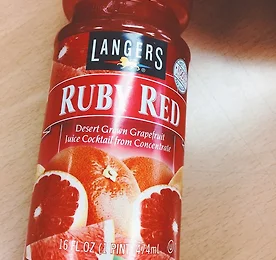 LANGERS
RUBY RED
Desert Grown Grapefruit
Juice Cocktail from Concentrate
16 FL.OZ (1 PINT) 474mL